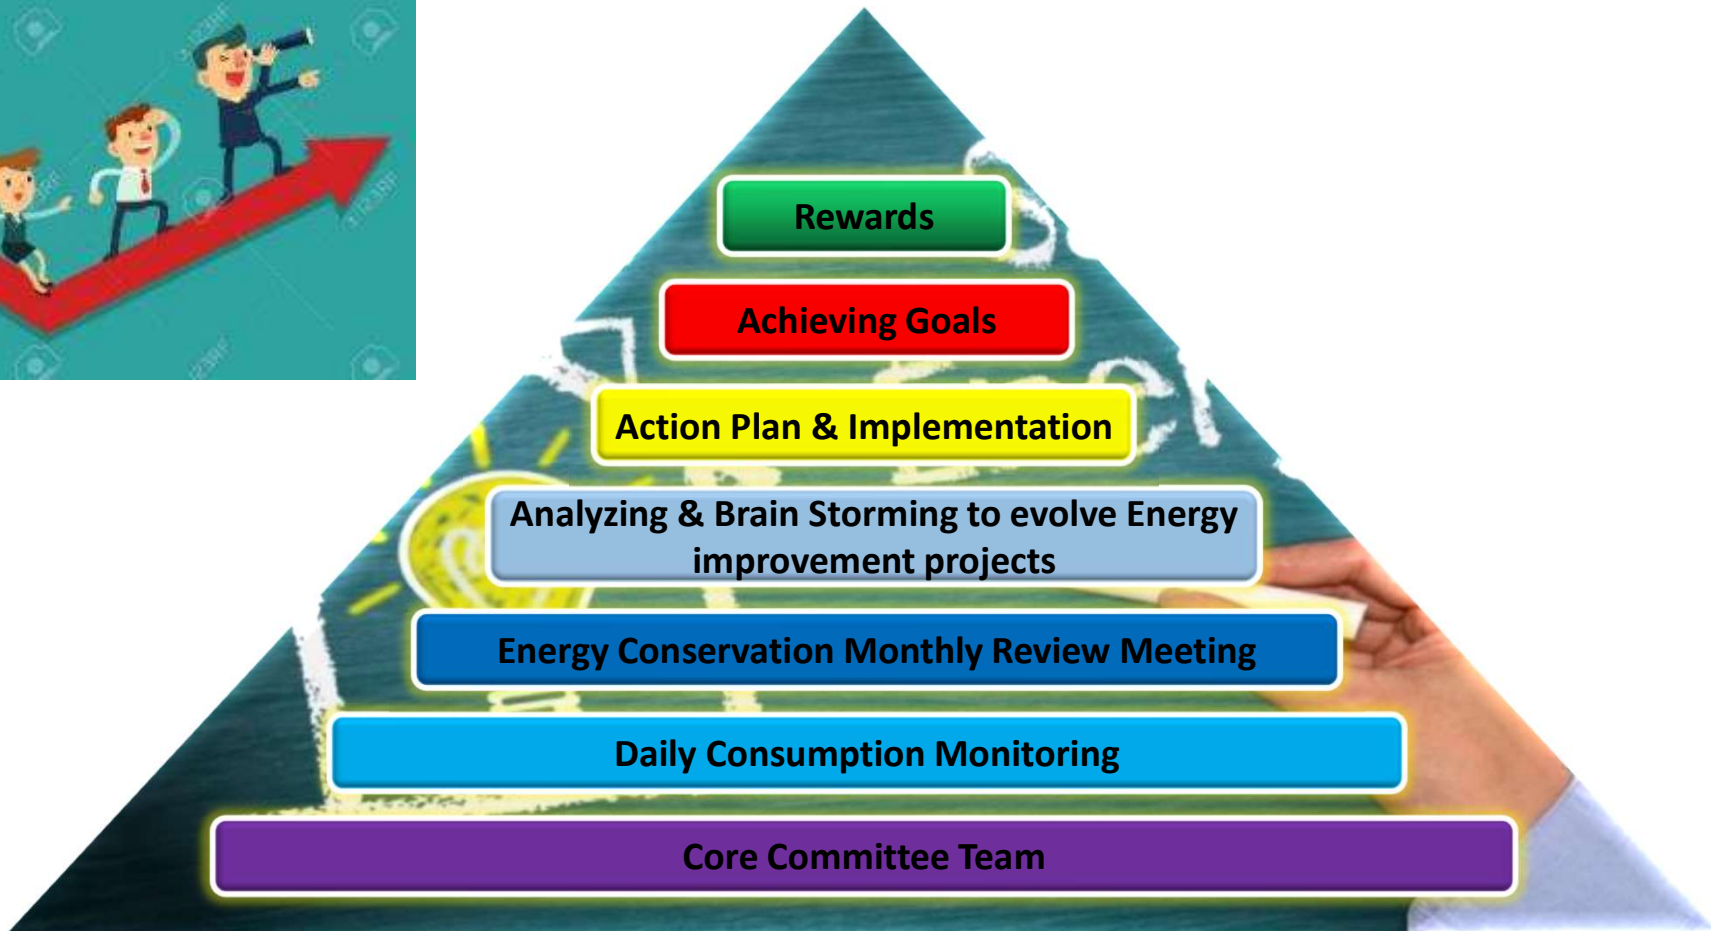 Rewards
Achieving Goals
Action Plan & Implementation
Analyzing & Brain Storming to evolve Energy
improvement projects
Energy Conservation Monthly Review Meeting
Daily Consumption Monitoring
Core Committee Team